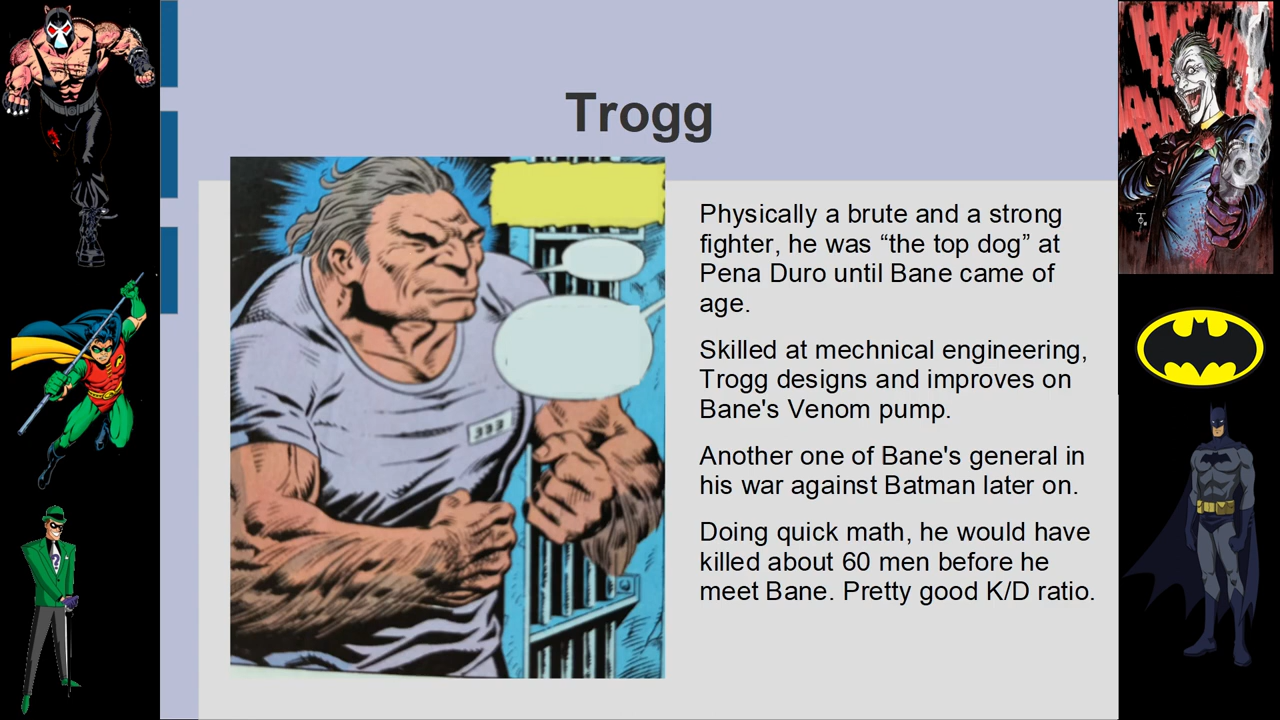 Trogg
Physically a brute and a strong
fighter, he was “the top dog” at
Pena Duro until Bane came of
age.
Skilled at mechnical engineering,
Trogg designs and improves on
Bane's Venom pump.
Another one of Bane's general in
his war against Batman later on.
Doing quick math, he would have
killed about 60 men before he
meet Bane. Pretty good K/D ratio.
333